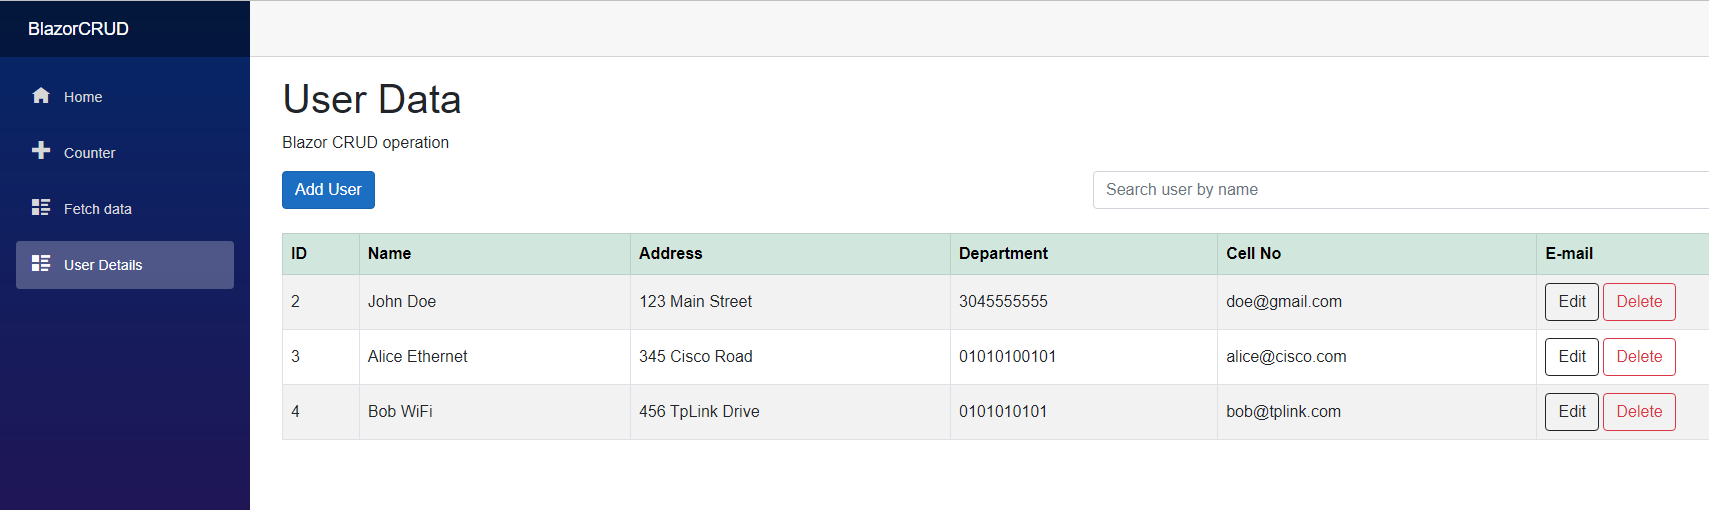 BlazorCRUD
Home
Counter
Fetch data
User Details
User Data
Blazor CRUD operation
Add User
Search user by name
ID Name Address Department Cell No E-mail
2 John Doe 123 Main Street 3045555555 doe@gmail.com Edit Delete
3 Alice Ethernet 345 Cisco Road 01010100101 alice@cisco.com Edit Delete
4 Bob WiFi 456 TpLink Drive 0101010101 bob@tplink.com Edit Delete